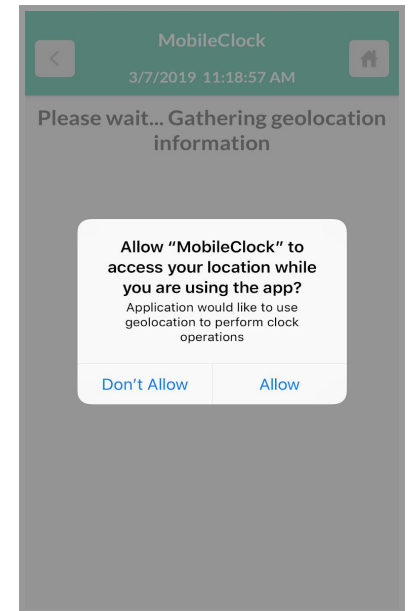 MobileClock
3/7/2019 11:18:57 AM
Please wait... Gathering geolocation
information
Allow “MobileClock” to
access your location while
you are using the app?
Application would like to use
geolocation to perform clock
operations
Don’t Allow
Allow